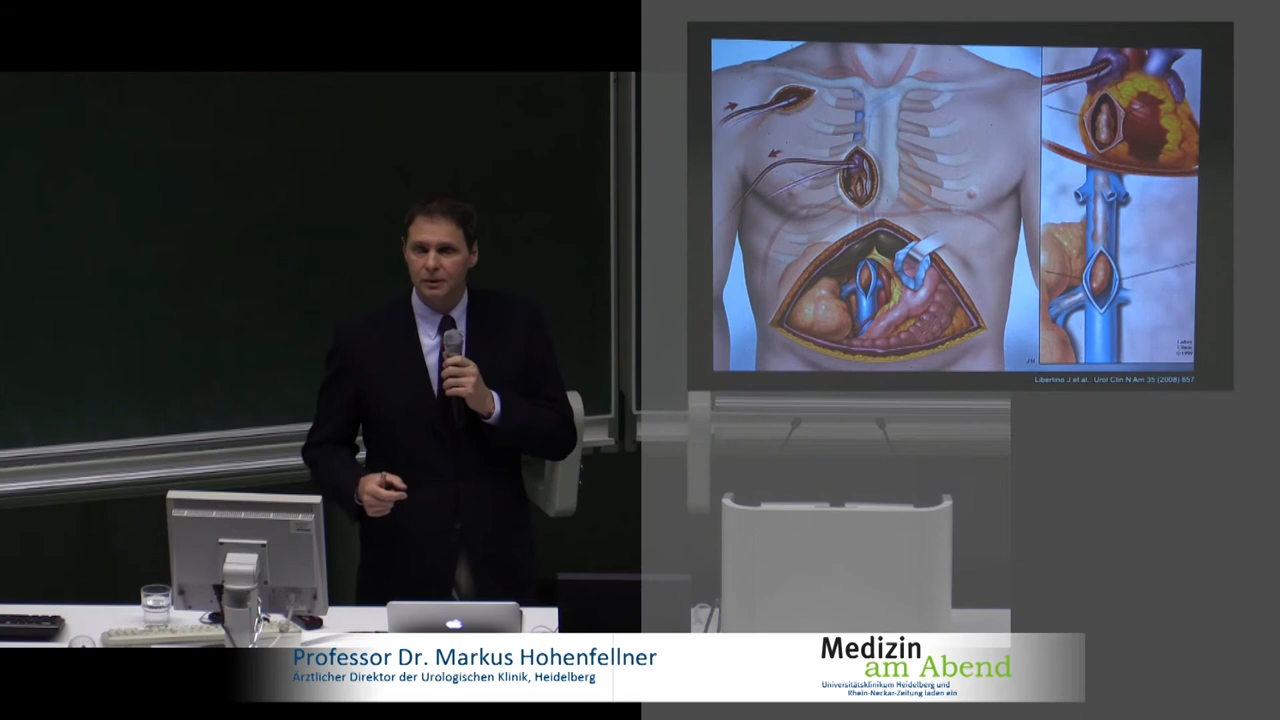 Libertino J et al. Urol Clin N Am 35 (2008) 657
Professor Dr. Markus Hohenfellner
Ärztlicher Direktor der Urologischen Klinik, Heidelberg
Medizin
am Abend
Universitätsklinikum Heidelberg und
Rhein-Neckar-Zeitung laden ein